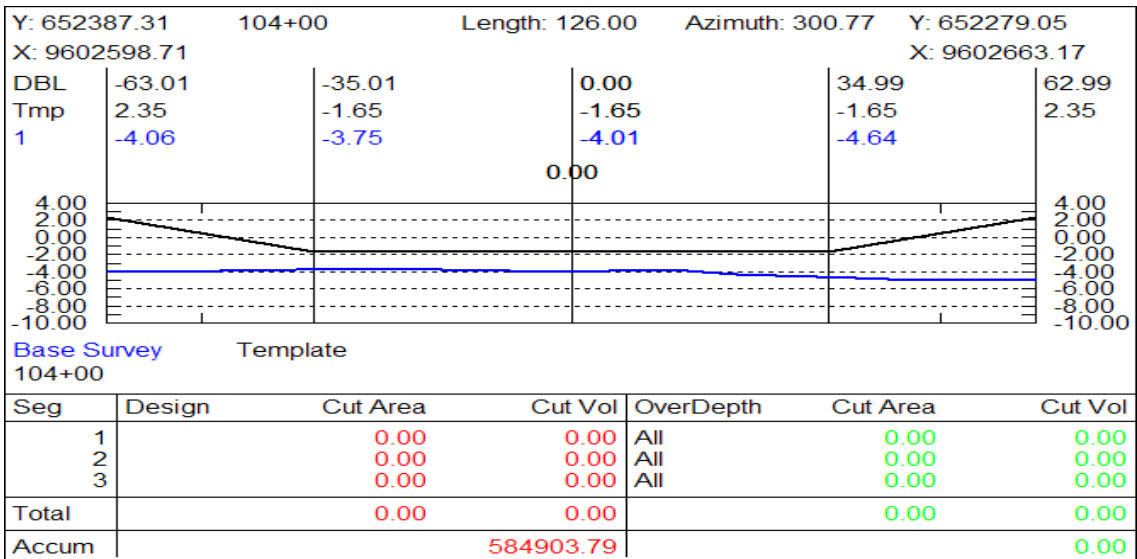 Y: 652387.31 104+00 Length: 126.00 Azimuth: 300.77 Y: 652279.05
X: 9602598.71 X: 9602663.17
DBL -63.01 -35.01 0.00 34.99 62.99
Tmp 2.35 -1.65 -1.65 -1.65 2.35
1 -4.06 -3.75 -4.01 -4.64
0.00
4.00 4.00
2.00 2.00
0.00 0.00
-2.00 -2.00
-4.00 -4.00
-6.00 -6.00
-8.00 -8.00
-10.00 -10.00
Base Survey Template
104+00
Seg Design Cut Area Cut Vol OverDepth Cut Area Cut Vol
1 0.00 0.00 All 0.00 0.00
2 0.00 0.00 All 0.00 0.00
3 0.00 0.00 All 0.00 0.00
Total 0.00 0.00 0.00 0.00
Accum 584903.79 0.00